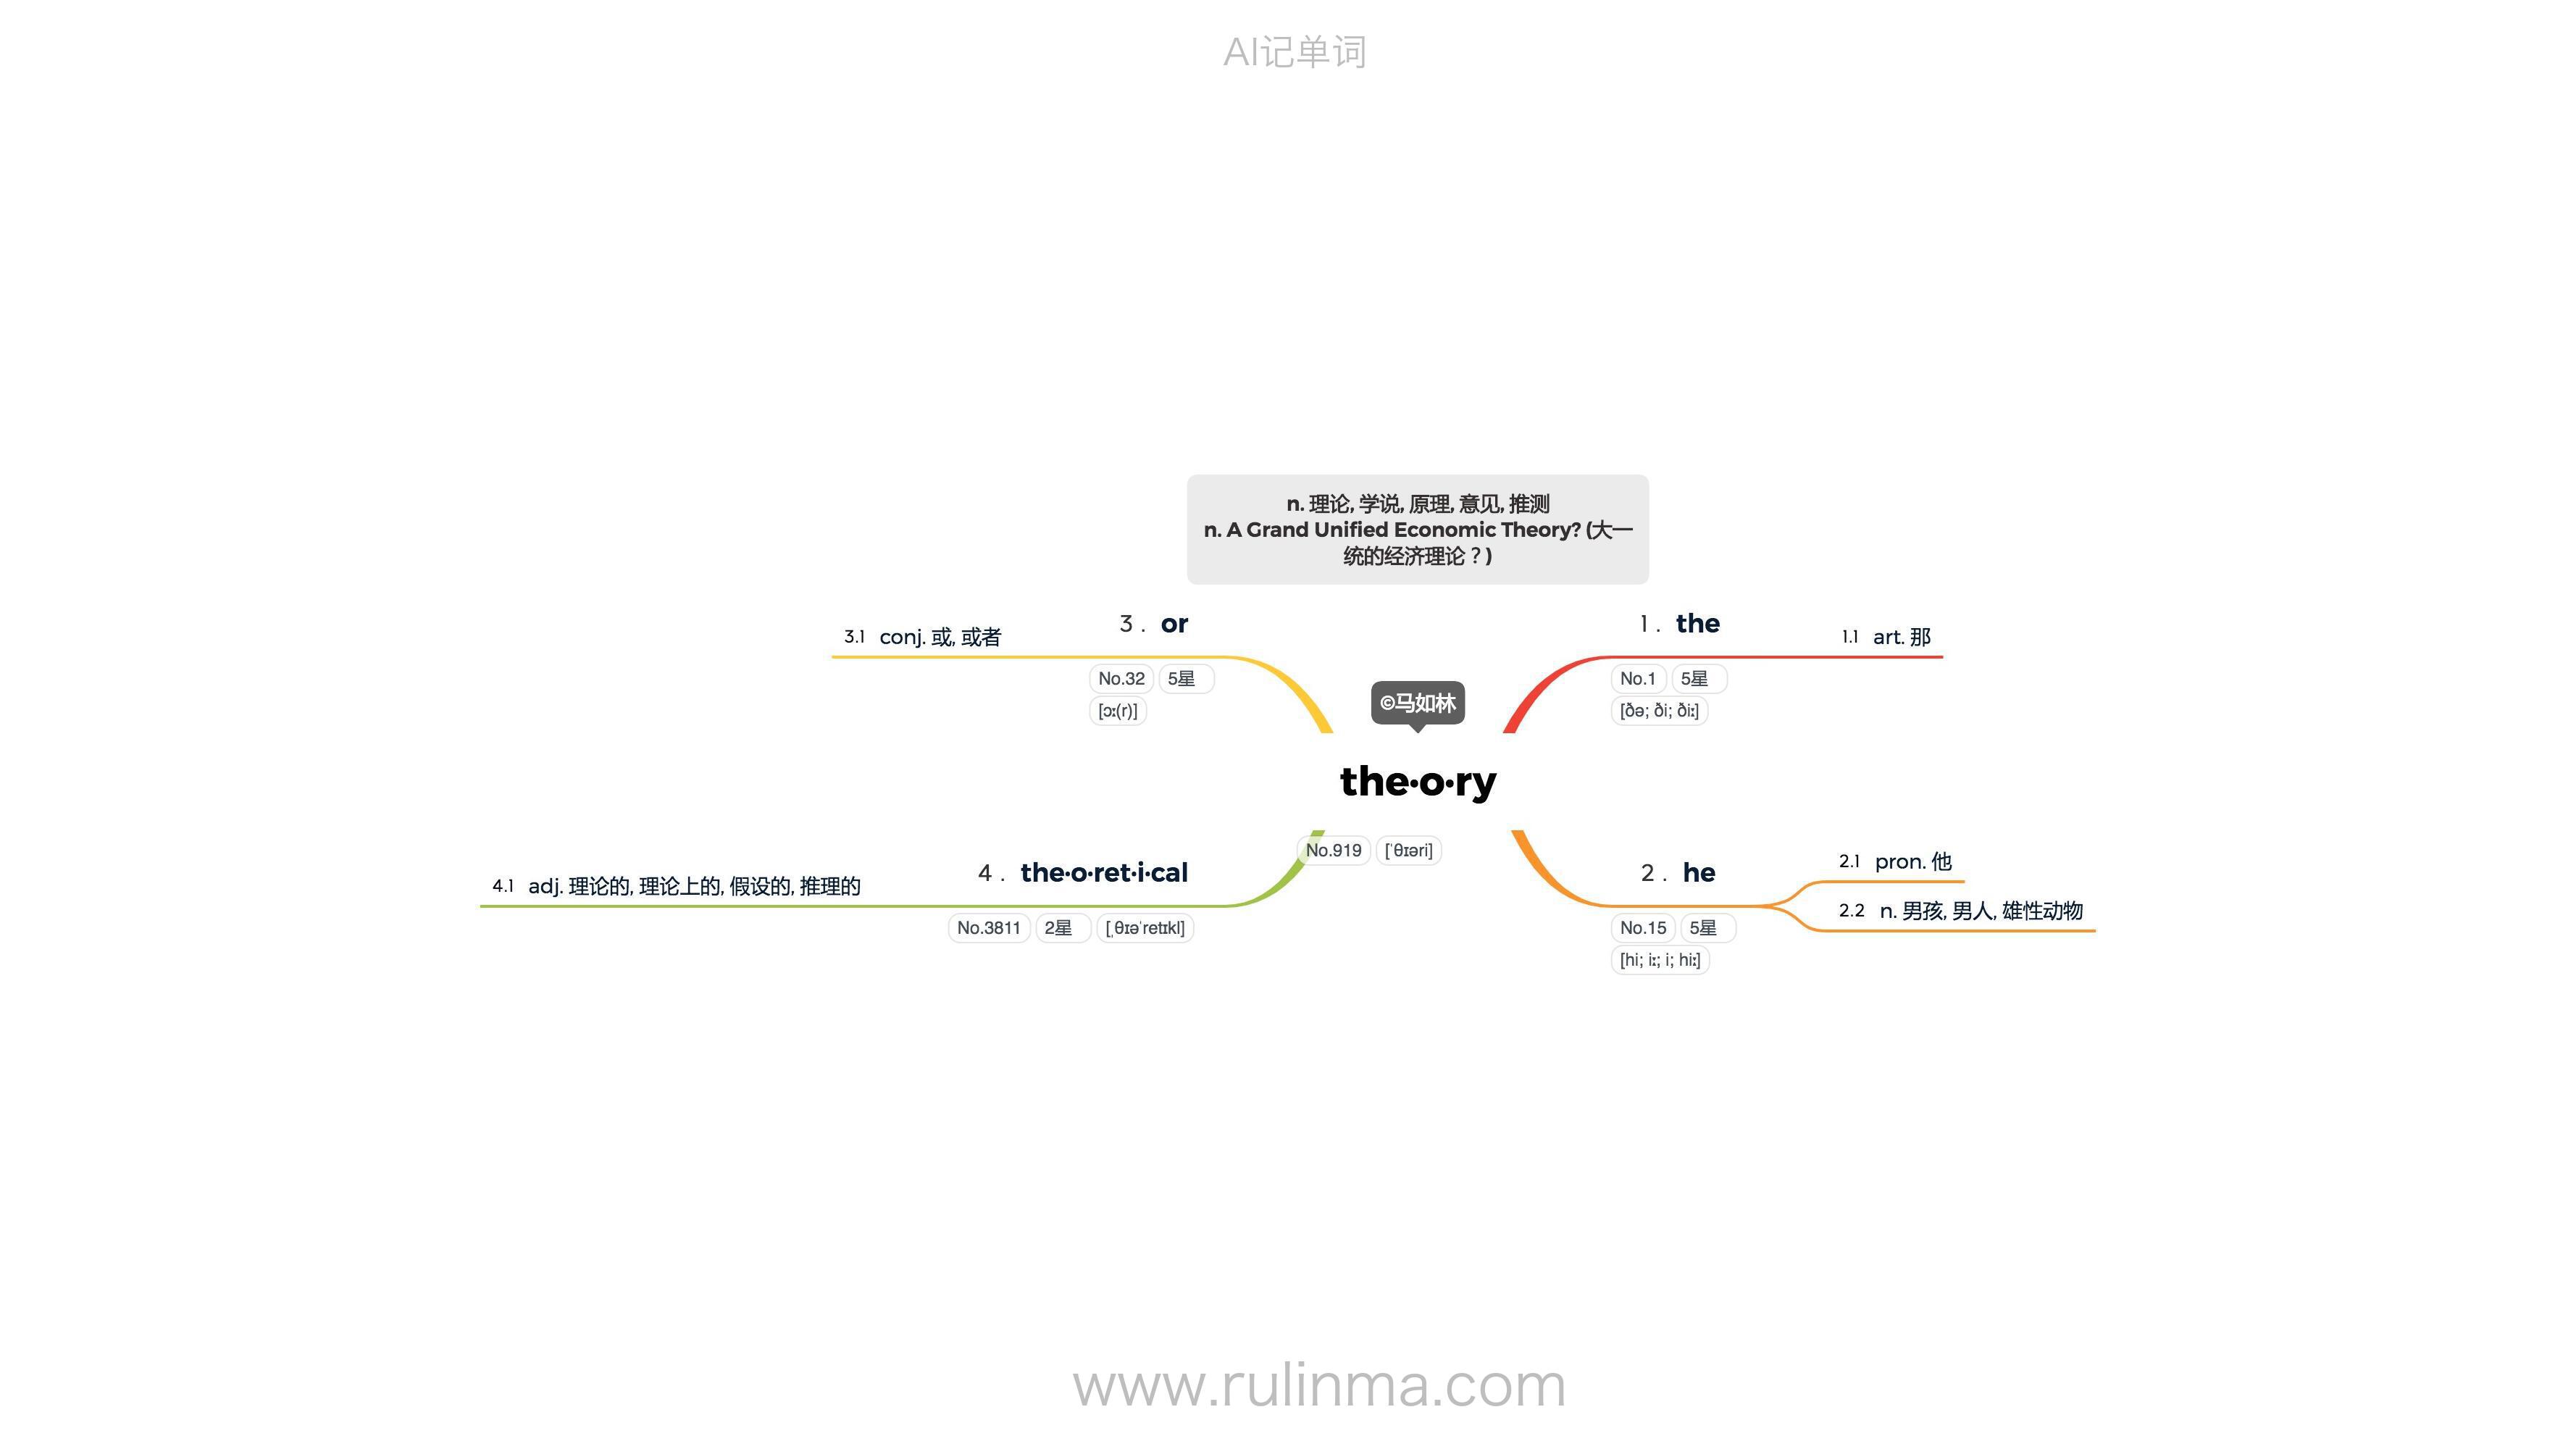 AI记单词
n. 理论, 学说, 原理, 意见, 推测
n. A Grand Unified Economic Theory? (大一
统的经济理论？)
©马如林
the·o·ry
No.919 [ˈθɪəri]
1 . the
No.1 5星
[ðə; ði; ðiː]
1.1 art. 那
2 . he
No.15 5星
[hi; iː; i; hiː]
2.1 pron. 他
2.2 n. 男孩, 男人, 雄性动物
3 . or
No.32 5星
[ɔː(r)]
3.1 conj. 或, 或者
4 . the·o·ret·i·cal
No.3811 2星 [ˌθɪəˈretɪkl]
4.1 adj. 理论的, 理论上的, 假设的, 推理的
www.rulinma.com